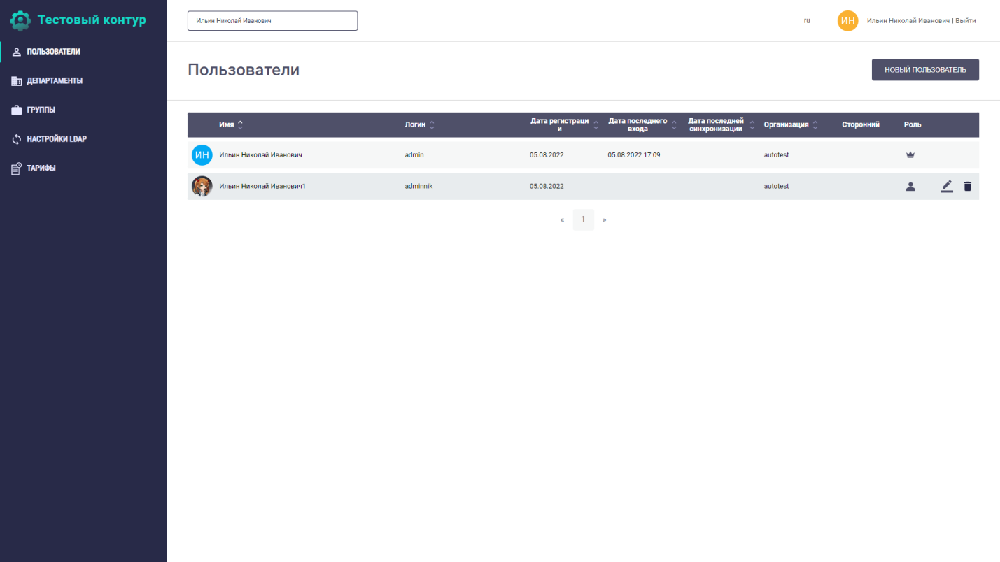 Тестовый контур
Ильин Николай Иванович
ru
ИН
Ильин Николай Иванович | Выйти
ПОЛЬЗОВАТЕЛИ
ДЕПАРТАМЕНТЫ
ГРУППЫ
НАСТРОЙКИ LDAP
ТАРИФЫ
Пользователи
НОВЫЙ ПОЛЬЗОВАТЕЛЬ
Имя
Логин
Дата регистраци
и
Дата последнего
входа
Дата последней
синхронизации
Организация
Сторонний
Роль
ИН
Ильин Николай Иванович
admin
05.08.2022
05.08.2022 17:09
autotest
Ильин Николай Иванович1
adminnik
05.08.2022
autotest
« 1 »